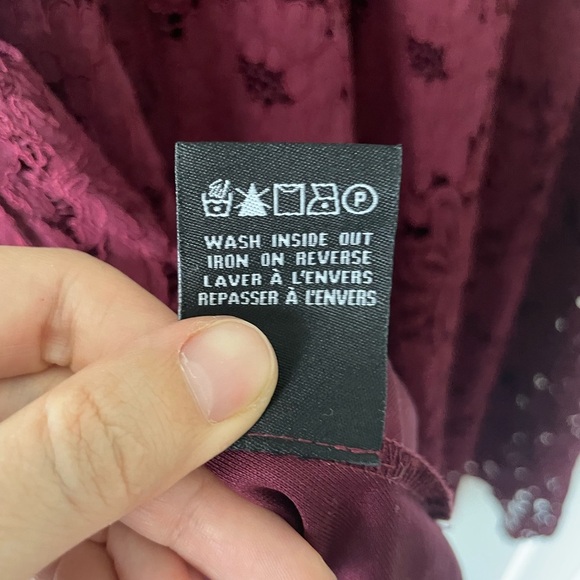 P
WASH INSIDE OUT
IRON ON REVERSE
LAVER À L'ENVERS
REPASSER À L'ENVERS